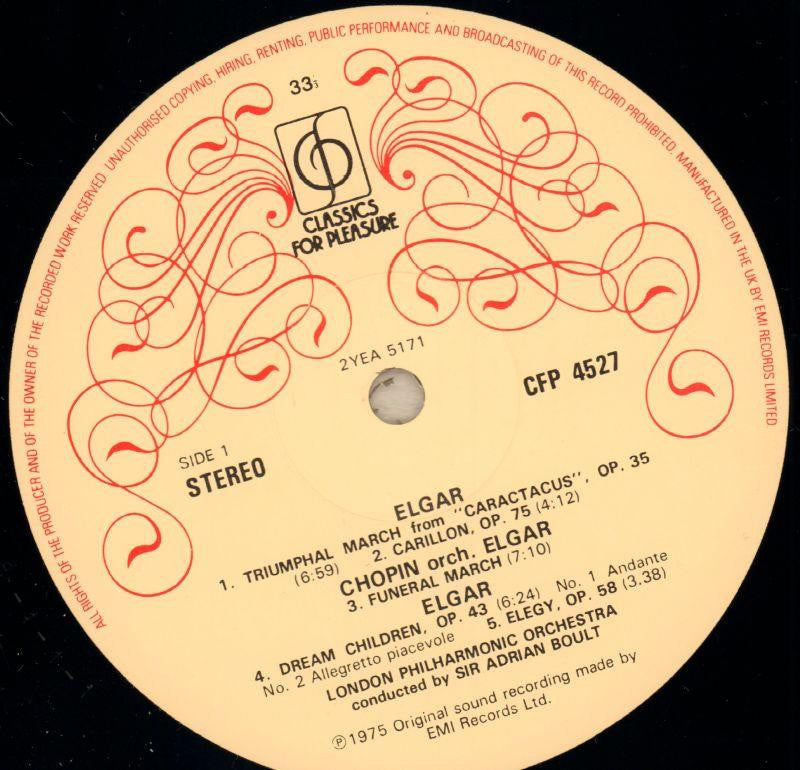 ALL RIGHTS OF THE PRODUCER AND OF THE OWNER OF THE RECORDED WORK RESERVED. UNAUTHORISED COPYING, HIRING, RENTING, PUBLIC PERFORMANCE AND BROADCASTING OF THIS RECORD PROHIBITED. MANUFACTURED IN THE UK BY EMI RECORDS LIMITED
33⅓
CLASSICS
FOR PLEASURE
2YEA 5171
CFP 4527
SIDE 1
STEREO
ELGAR
1. TRIUMPHAL MARCH from "CARACTACUS", OP. 35
(6:59) 2. CARILLON, OP. 75 (4:12)
CHOPIN orch. ELGAR
3. FUNERAL MARCH (7:10)
ELGAR
4. DREAM CHILDREN, OP. 43 (6:24) No. 1 Andante
No. 2 Allegretto piacevole 5. ELEGY, OP. 58 (3.38)
LONDON PHILHARMONIC ORCHESTRA
conducted by SIR ADRIAN BOULT
℗1975 Original sound recording made by
EMI Records Ltd.